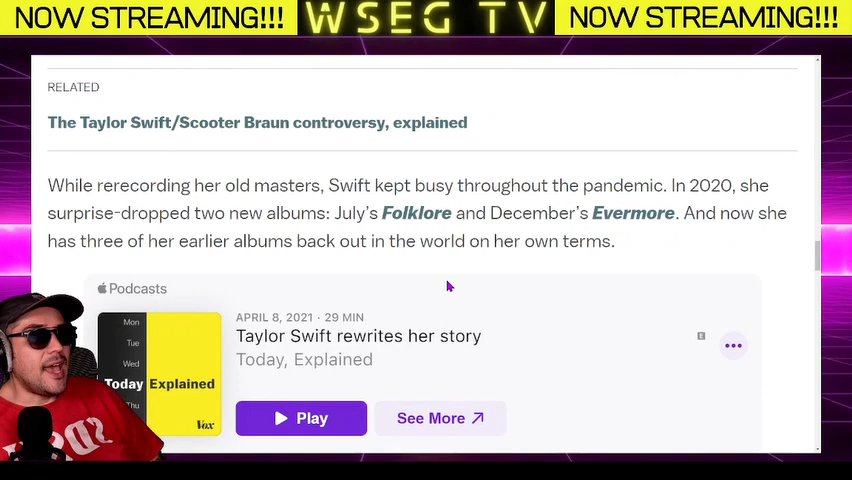 NOW STREAMING!!! WSEG TV NOW STREAMING!!!
RELATED
The Taylor Swift/Scooter Braun controversy, explained
While rerecording her old masters, Swift kept busy throughout the pandemic. In 2020, she
surprise-dropped two new albums: July's Folklore and December's Evermore. And now she
has three of her earlier albums back out in the world on her own terms.
Podcasts
Mon
Tue
Wed
Today Explained
Thu
Vox
APRIL 8, 2021 · 29 MIN
Taylor Swift rewrites her story
E
Today, Explained
Play
See More